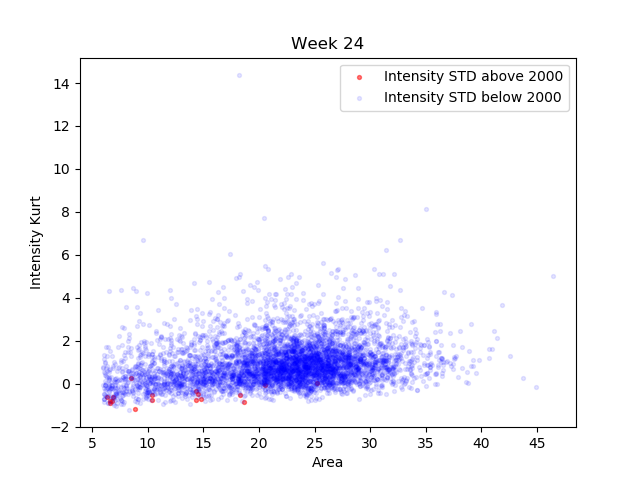 Week 24
Intensity STD above 2000
Intensity STD below 2000
14
12
10
8
6
4
2
0
−2
Intensity Kurt
5 10 15 20 25 30 35 40 45
Area